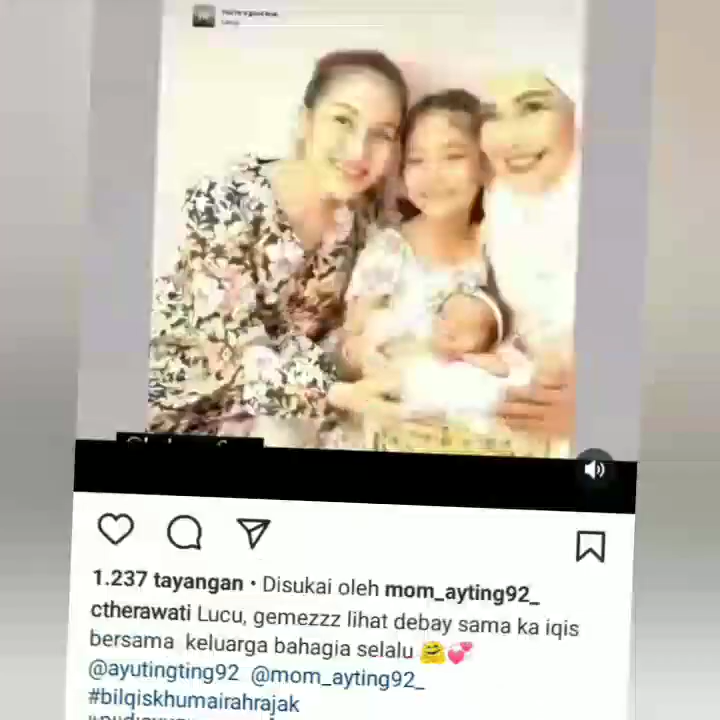 1.237 tayangan • Disukai oleh mom_ayting92_
ctherawati Lucu, gemezzz lihat debay sama ka iqis
bersama keluarga bahagia selalu 🤗💞
@ayutingting92 @mom_ayting92_
#bilqiskhumairahrajak